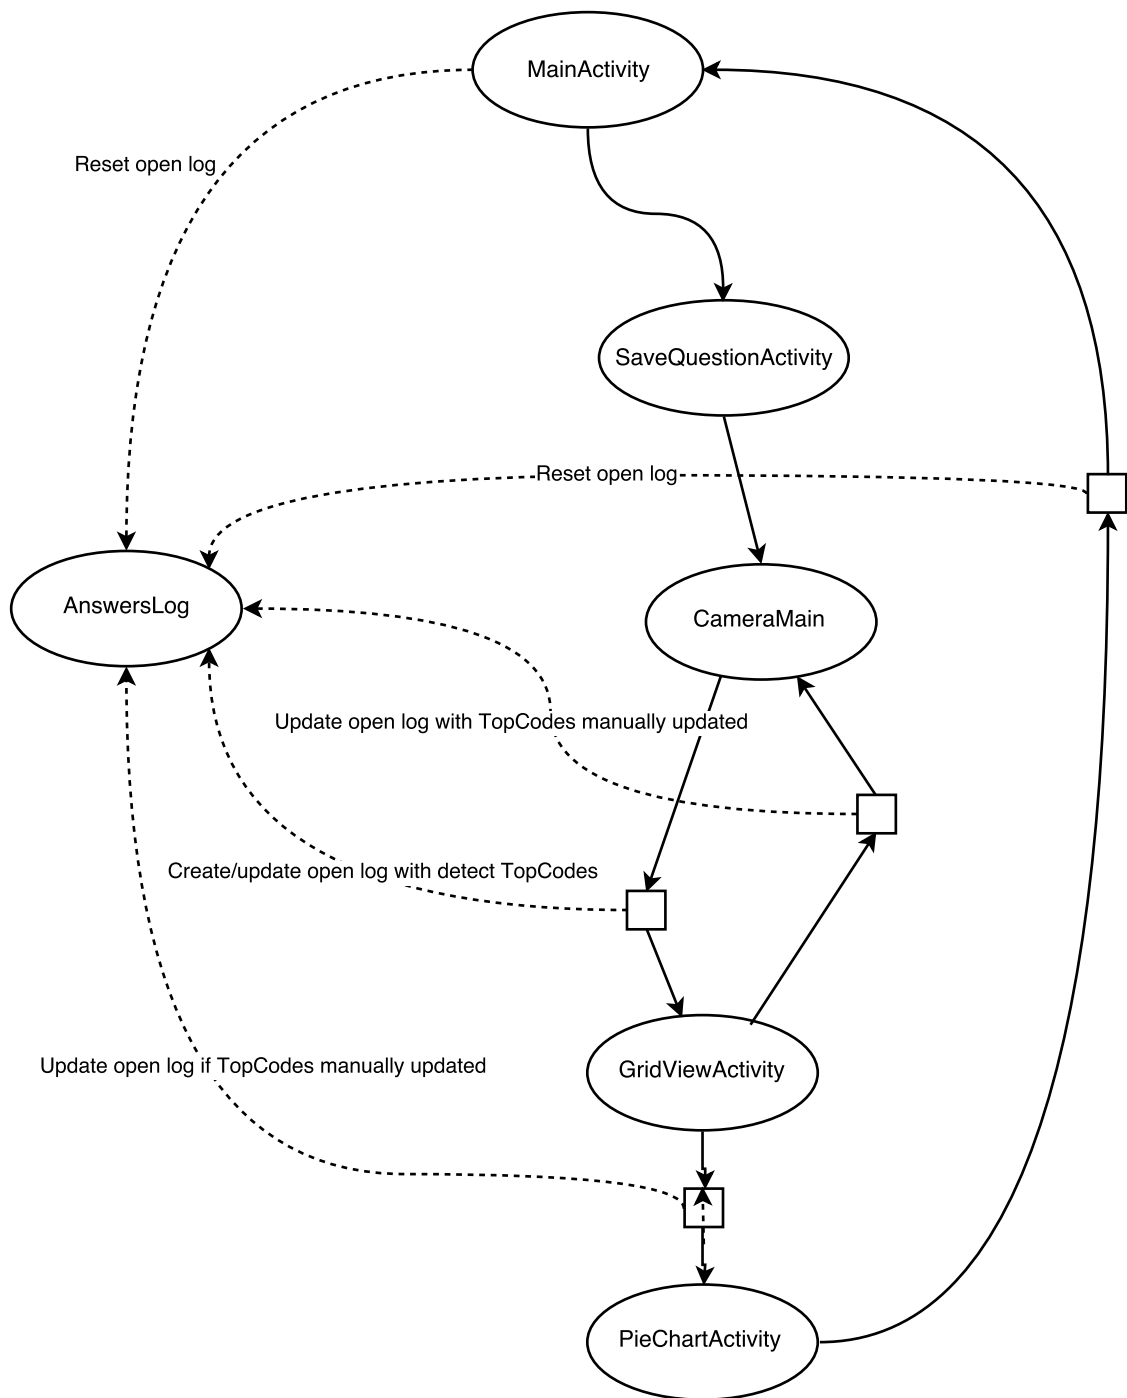 MainActivity
Reset open log
SaveQuestionActivity
Reset open log
AnswersLog
CameraMain
Update open log with TopCodes manually updated
Create/update open log with detect TopCodes
Update open log if TopCodes manually updated
GridViewActivity
PieChartActivity